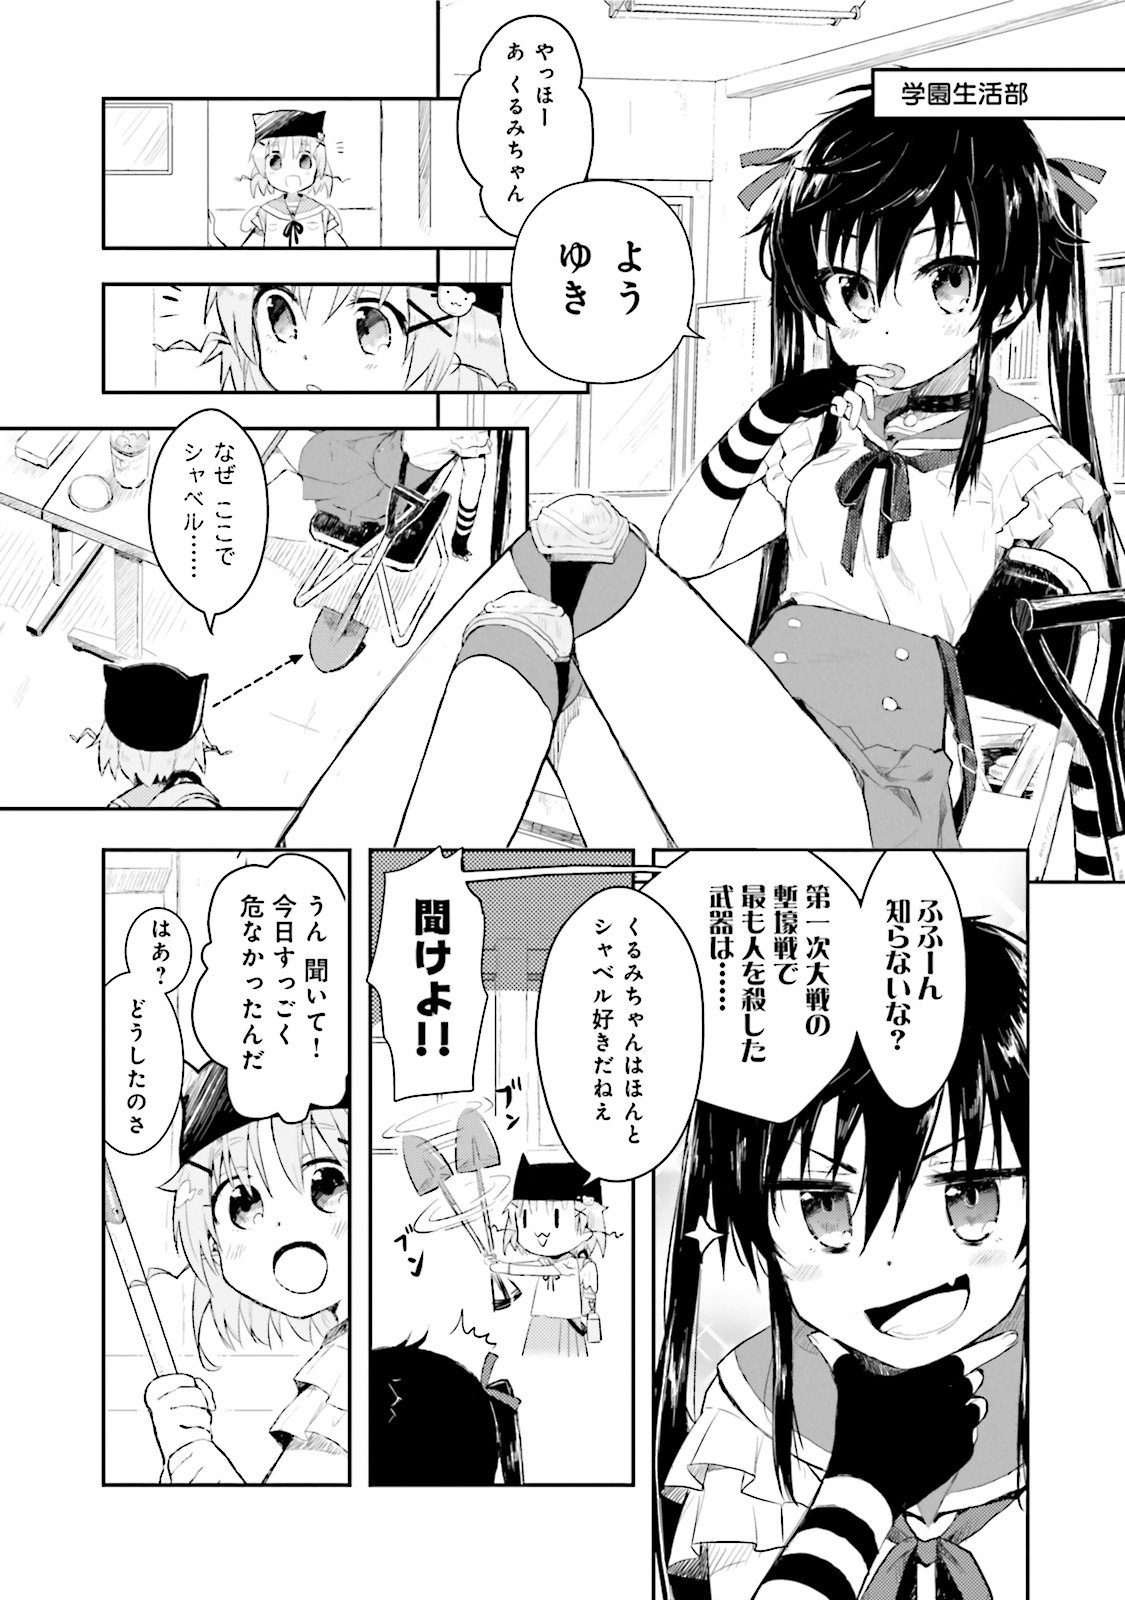 学園生活部
やっほー
あ くるみちゃん
よう
ゆき
なぜ ここで
シャベル……
ふふーん
知らないな？
第一次大戦の
塹壕戦で
最も人を殺した
武器は……
くるみちゃんはほんと
シャベル好きだねえ
聞けよ!!
ブン
ブン
うん 聞いて！
今日すっごく
危なかったんだ
はぁ？
どうしたのさ